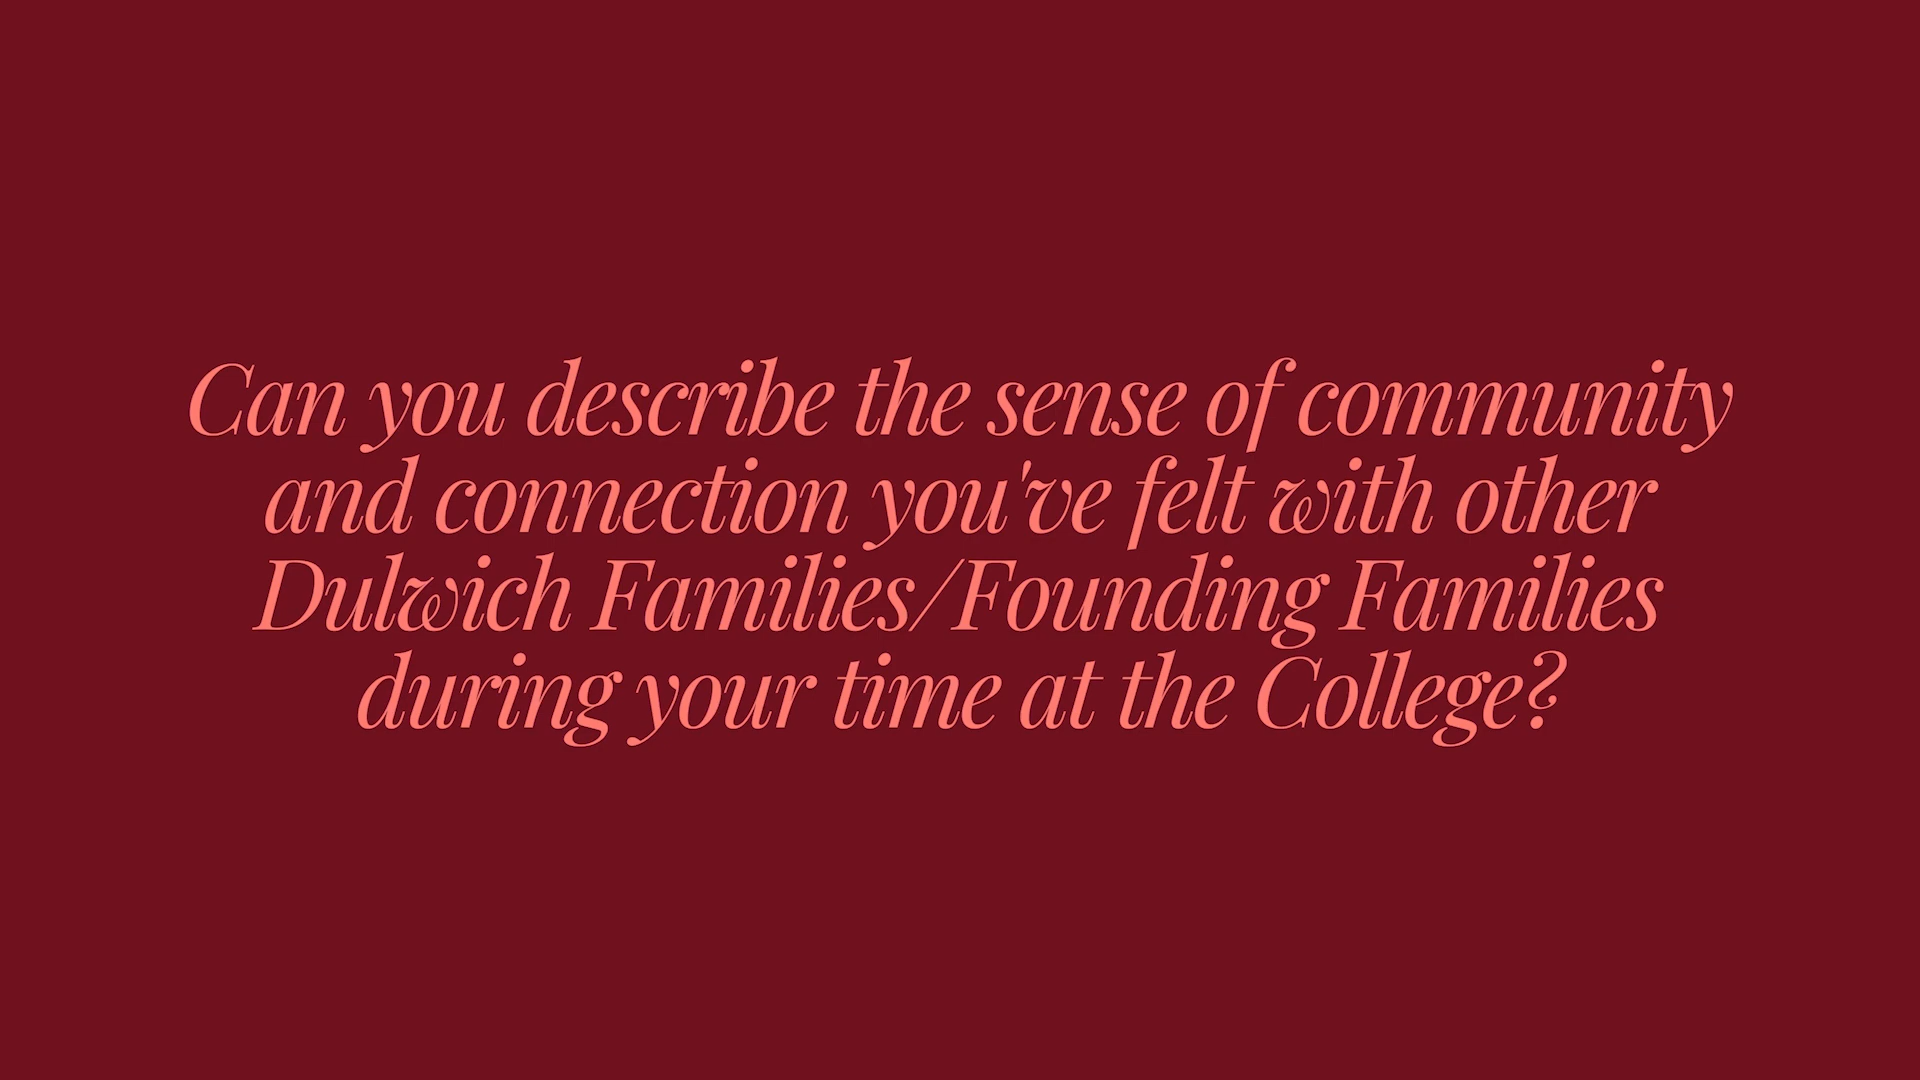 Can you describe the sense of community
and connection you've felt with other
Dulwich Families/Founding Families
during your time at the College?